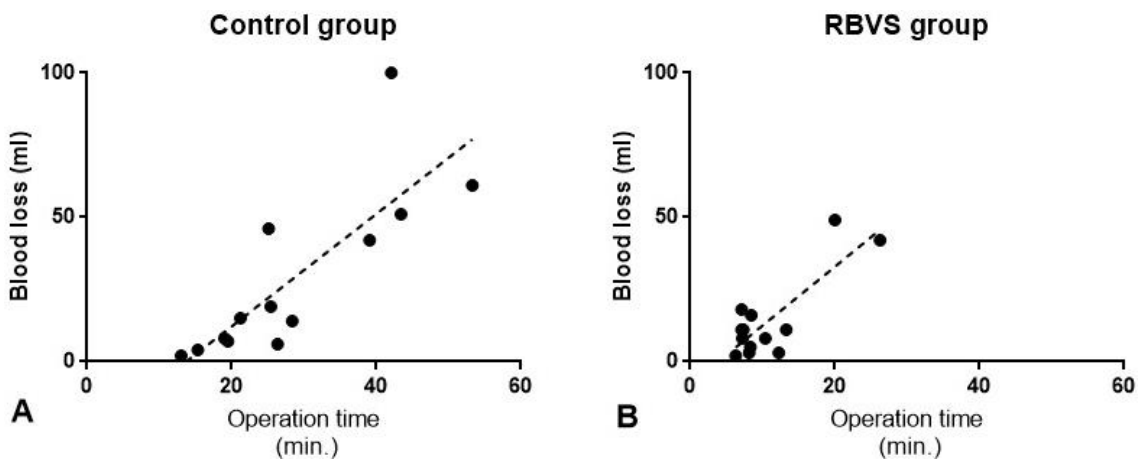 Control group
100
50
0
Blood loss (ml)
0 20 40 60
Operation time
(min.)
A
RBVS group
100
50
0
Blood loss (ml)
0 20 40 60
Operation time
(min.)
B